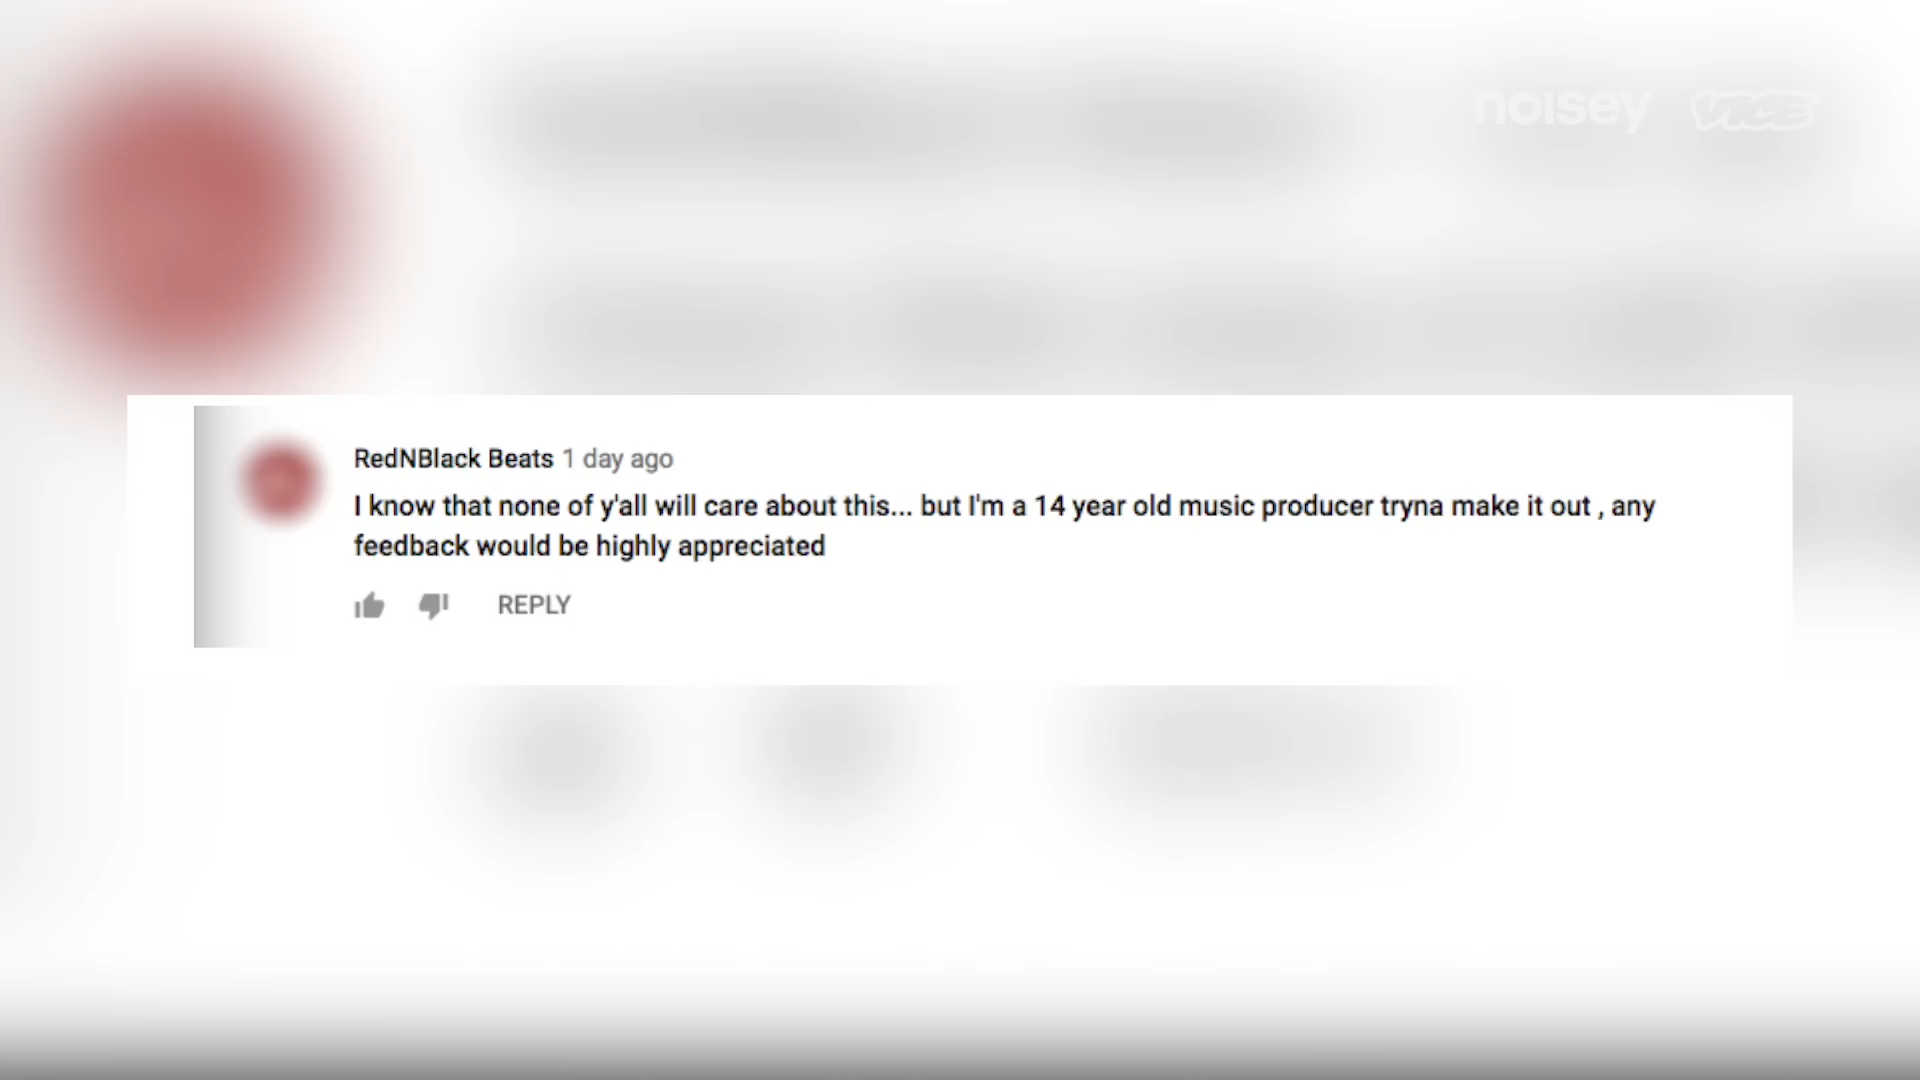 noisey VICE
RedNBlack Beats 1 day ago
I know that none of y'all will care about this... but I'm a 14 year old music producer tryna make it out , any
feedback would be highly appreciated
REPLY